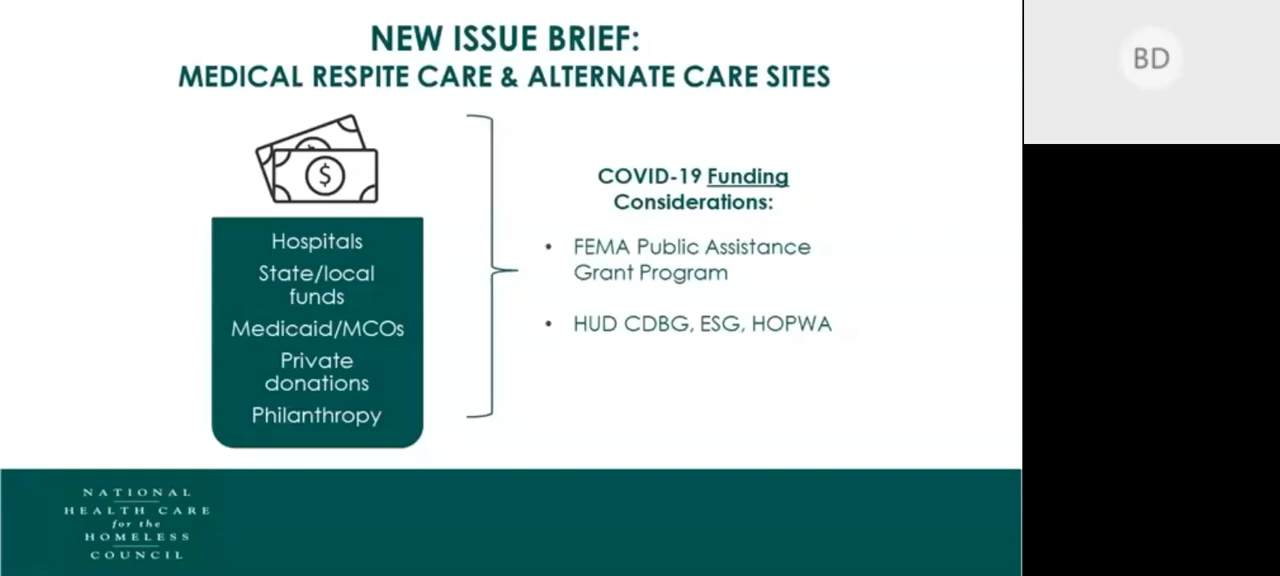 NEW ISSUE BRIEF:
MEDICAL RESPITE CARE & ALTERNATE CARE SITES
$
Hospitals
State/local
funds
Medicaid/MCOs
Private
donations
Philanthropy
COVID-19 Funding
Considerations:
• FEMA Public Assistance
Grant Program
• HUD CDBG, ESG, HOPWA
NATIONAL
HEALTH CARE
for the
HOMELESS
COUNCIL
BD